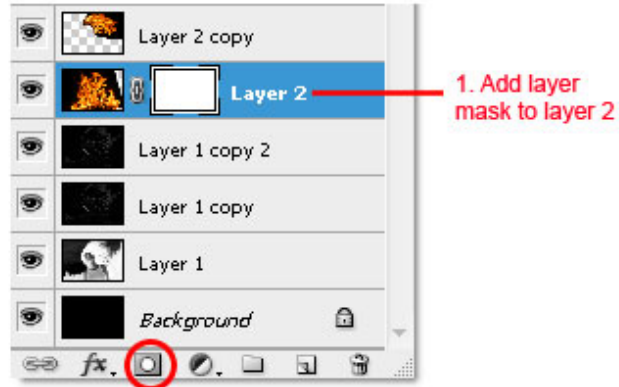 Layer 2 copy
Layer 2
1. Add layer
mask to layer 2
Layer 1 copy 2
Layer 1 copy
Layer 1
Background
fx.